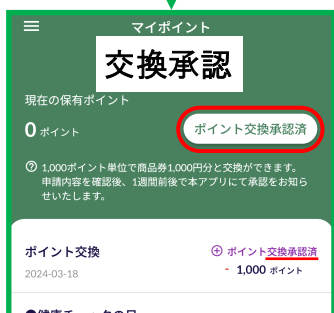 マイポイント
交換承認
現在の保有ポイント
0 ポイント
ポイント交換承認済
1,000ポイント単位で商品券1,000円分と交換ができます。
申請内容を確認後、1週間前後で本アプリにて承認をお知ら
せいたします。
ポイント交換
ポイント交換承認済
2024-03-18
- 1,000 ポイント